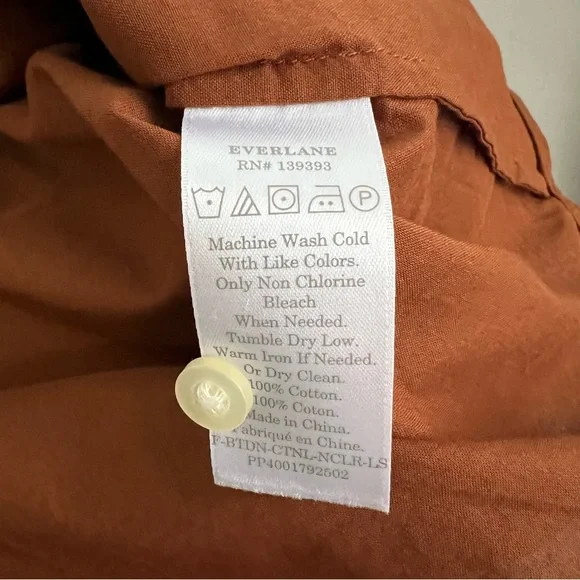 EVERLANE
RN# 139393
P
Machine Wash Cold
With Like Colors.
Only Non Chlorine
Bleach
When Needed.
Tumble Dry Low.
Warm Iron If Needed.
Or Dry Clean.
100% Cotton.
100% Coton.
Made in China.
Fabriqué en Chine.
F-BTDN-CTNL-NCLR-LS
PP4001792502